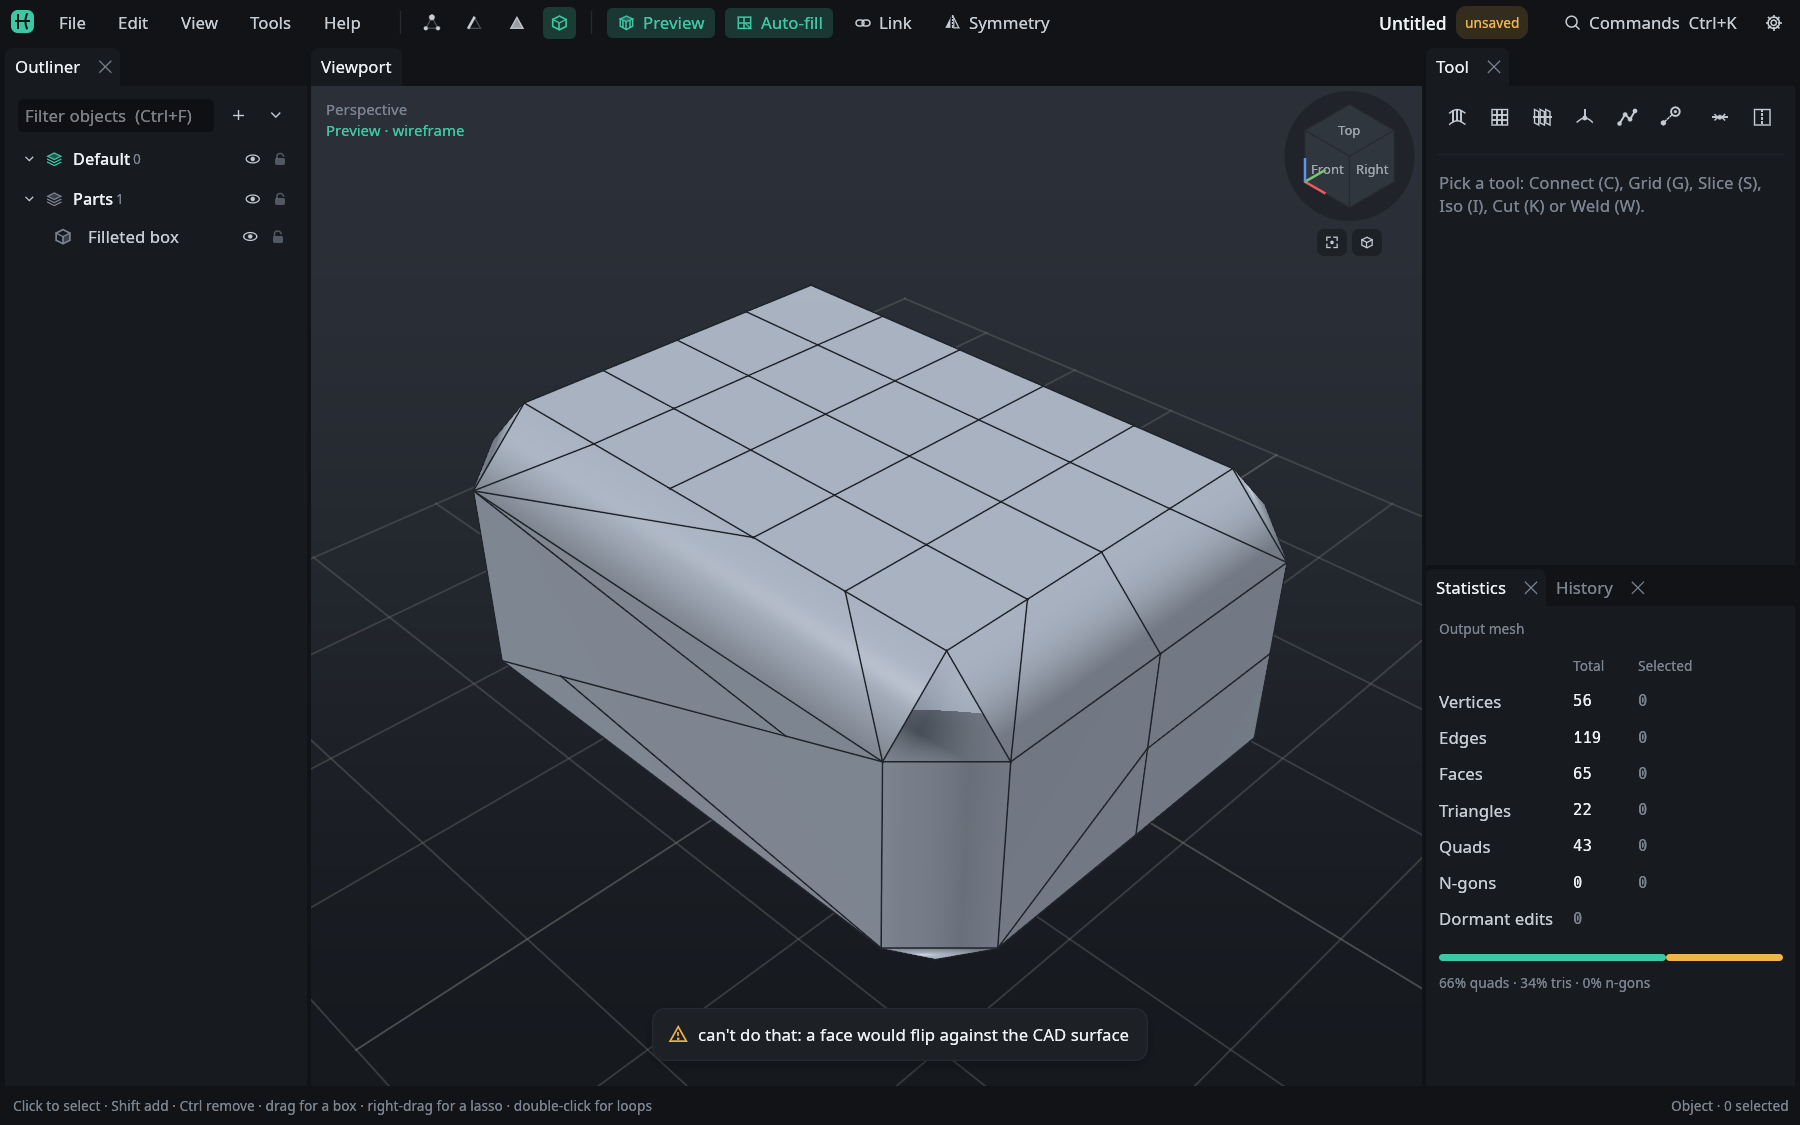 File Edit View Tools Help Preview Auto-fill Link Symmetry Untitled unsaved Commands Ctrl+K
Outliner
Viewport
Tool
Filter objects (Ctrl+F)
Default 0
Parts 1
Filleted box
Perspective
Preview · wireframe
Top
Front Right
Pick a tool: Connect (C), Grid (G), Slice (S),
Iso (I), Cut (K) or Weld (W).
Statistics History
Output mesh
Total Selected
Vertices 56 0
Edges 119 0
Faces 65 0
Triangles 22 0
Quads 43 0
N-gons 0 0
Dormant edits 0
66% quads · 34% tris · 0% n-gons
can't do that: a face would flip against the CAD surface
Click to select · Shift add · Ctrl remove · drag for a box · right-drag for a lasso · double-click for loops
Object · 0 selected